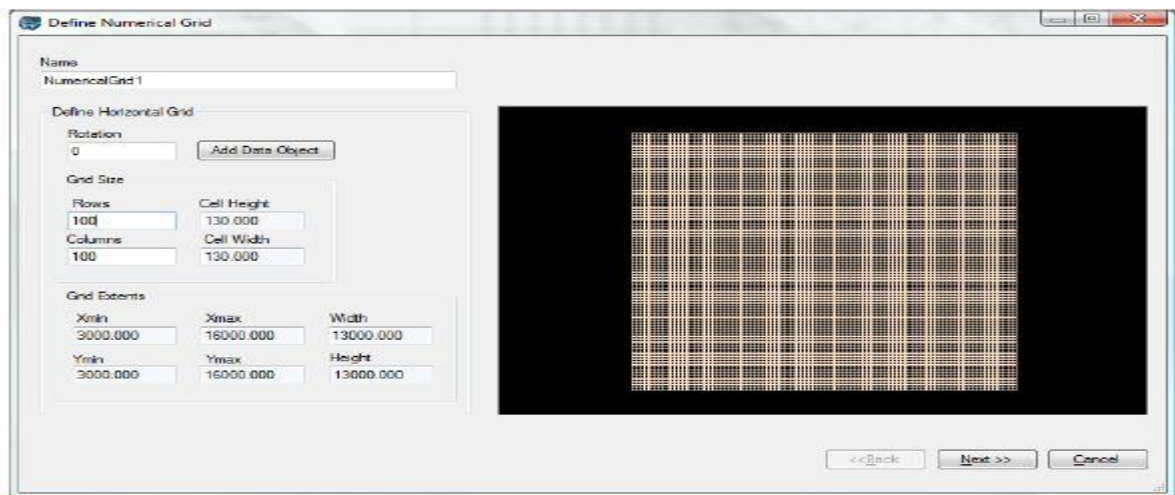 Define Numerical Grid
Name
NumericalGrid1
Define Horizontal Grid
Rotation
0
Add Data Object
Grid Size
Rows
Cell Height
100
130.000
Columns
Cell Width
100
130.000
Grid Extents
Xmin
Xmax
Width
3000.000
16000.000
13000.000
Ymin
Ymax
Height
3000.000
16000.000
13000.000
<<Back
Next >>
Cancel